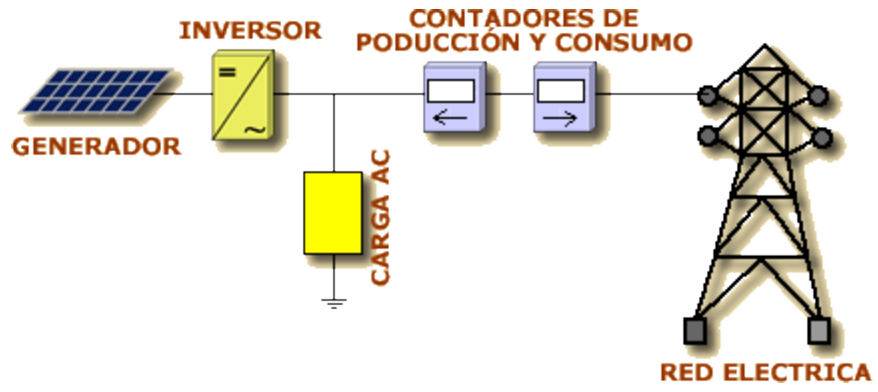 INVERSOR
CONTADORES DE
PODUCCIÓN Y CONSUMO
GENERADOR
CARGA AC
RED ELECTRICA